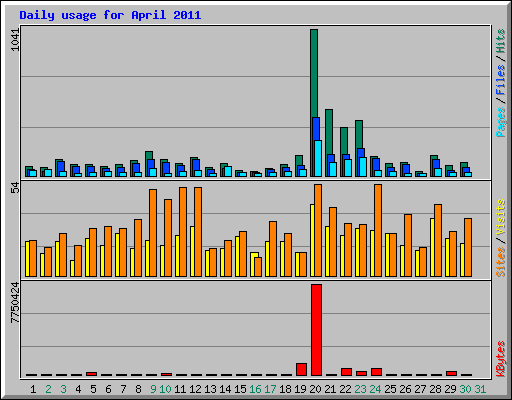 Daily usage for April 2011
1041
54
7750424
Pages / Files / Hits
Sites / Visits
KBytes
1 2 3 4 5 6 7 8 9 10 11 12 13 14 15 16 17 18 19 20 21 22 23 24 25 26 27 28 29 30 31